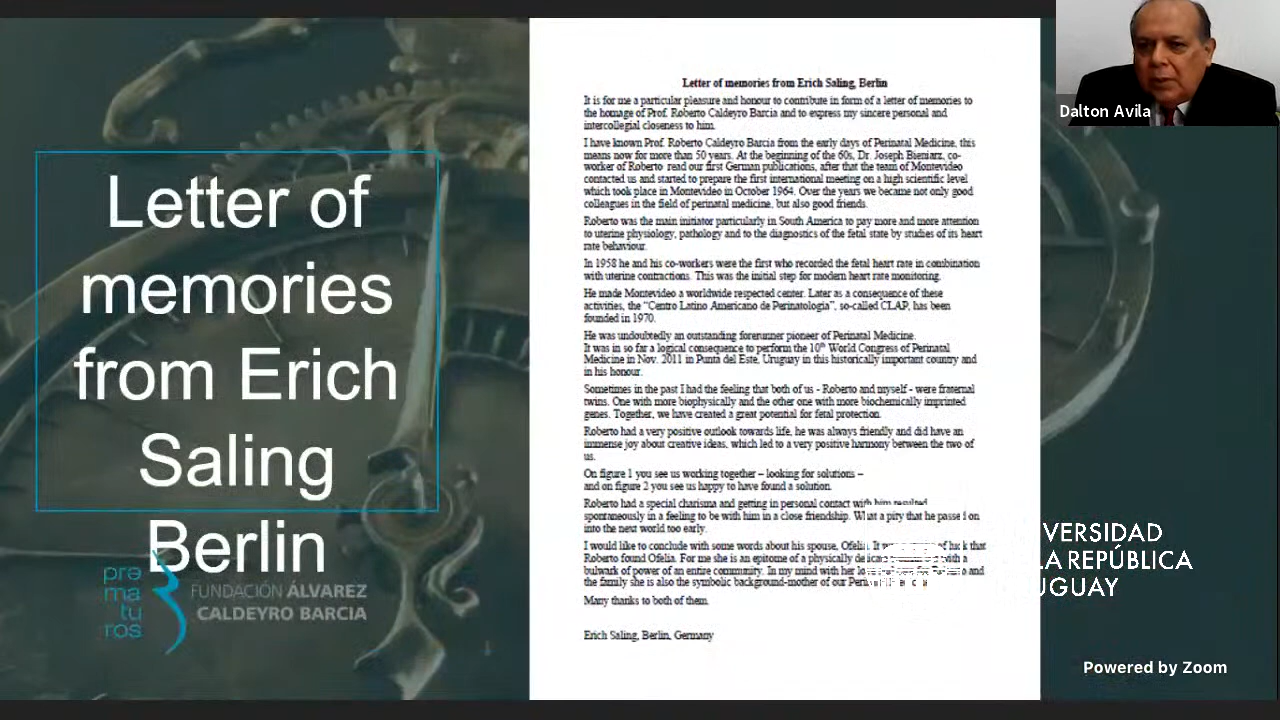 Letter of
memories
from Erich
Saling
Berlin
prə
ma
tu
ros
FUNDACIÓN ÁLVAREZ
CALDEYRO BARCIA
Letter of memories from Erich Saling, Berlin
It is for me a particular pleasure and honour to contribute in form of a letter of memories to
the homage of Prof. Roberto Caldeyro Barcia and to express my sincere personal and
intercollegial closeness to him.
I have known Prof. Roberto Caldeyro Barcia from the early days of Perinatal Medicine, this
means now for more than 50 years. At the beginning of the 60s, Dr. Joseph Bieniarz, co-
worker of Roberto read our first German publications, after that the team of Montevideo
contacted us and started to prepare the first international meeting on a high scientific level
which took place in Montevideo in October 1964. Over the years we became not only good
colleagues in the field of perinatal medicine, but also good friends.
Roberto was the main initiator particularly in South America to pay more and more attention
to uterine physiology, pathology and to the diagnostics of the fetal state by studies of its heart
rate behaviour.
In 1958 he and his co-workers were the first who recorded the fetal heart rate in combination
with uterine contractions. This was the initial step for modern heart rate monitoring.
He made Montevideo a worldwide respected center. Later as a consequence of these
activities, the "Centro Latino Americano de Perinatologia", so-called CLAP, has been
founded in 1970.
He was undoubtedly an outstanding forerunner pioneer of Perinatal Medicine.
It was in so far a logical consequence to perform the 10th World Congress of Perinatal
Medicine in Nov. 2011 in Punta del Este, Uruguay in this historically important country and
in his honour.
Sometimes in the past I had the feeling that both of us - Roberto and myself - were fraternal
twins. One with more biophysically and the other one with more biochemically imprinted
genes. Together, we have created a great potential for fetal protection.
Roberto had a very positive outlook towards life, he was always friendly and did have an
immense joy about creative ideas, which led to a very positive harmony between the two of
us.
On figure 1 you see us working together – looking for solutions –
and on figure 2 you see us happy to have found a solution.
Roberto had a special charisma and getting in personal contact with him resulted
spontaneously in a feeling to be with him in a close friendship. What a pity that he passed on
into the next world too early.
I would like to conclude with some words about his spouse, Ofelia. It of luck that
Roberto found Ofelia. For me she is an epitome of a physically delicate with a
bulwark of power of an entire community. In my mind with her and
the family she is also the symbolic background-mother of our
Many thanks to both of them.
Erich Saling, Berlin, Germany
Dalton Avila
VERSIDAD
LA REPÚBLICA
UGUAY
Powered by Zoom